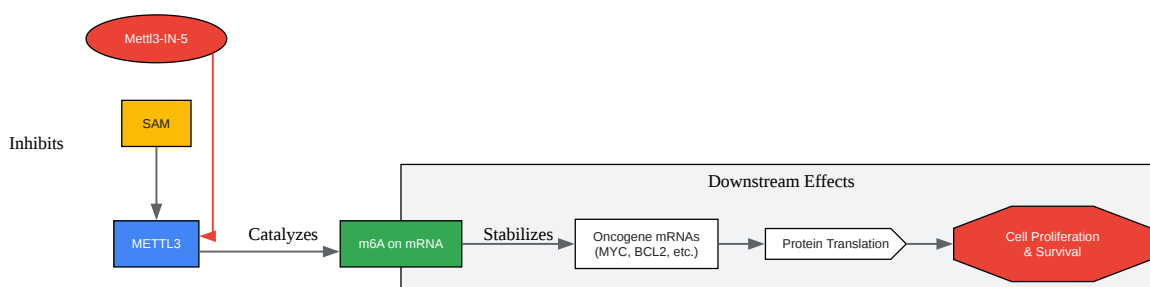 Mettl3-IN-5
SAM
Inhibits
Downstream Effects
METTL3
Catalyzes
m6A on mRNA
Stabilizes
Oncogene mRNAs
(MYC, BCL2, etc.)
Protein Translation
Cell Proliferation
& Survival